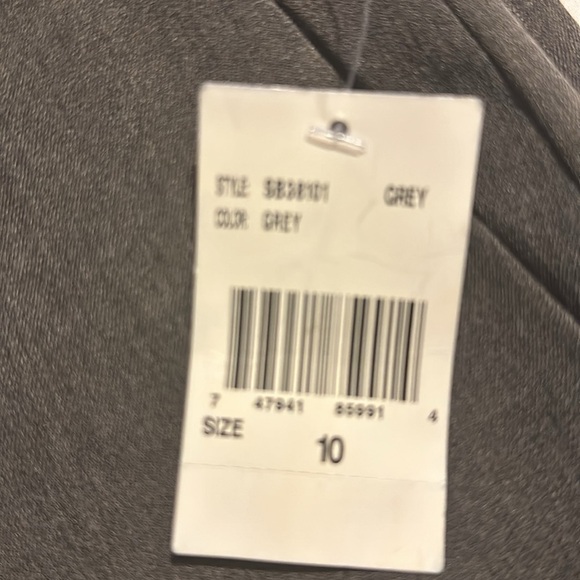 STYLE: SB38101 GREY
COLOR: GREY
7 47941 85991 4
SIZE
10